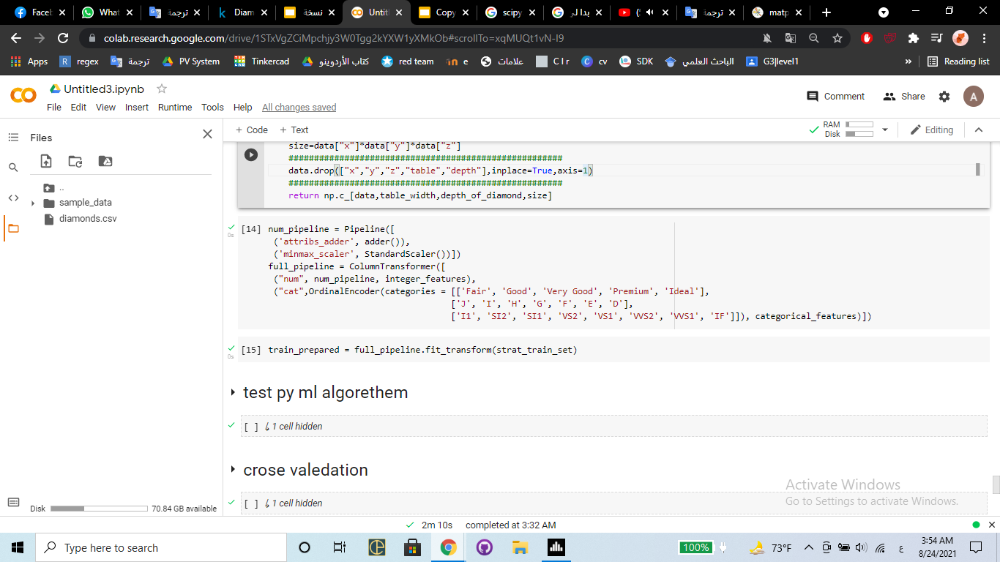 Faceb
What
ترجمة
Diam
نسخة
Untitl
Copy
scipy
بدا لر
(5
ترجمة
matp
colab.research.google.com/drive/1STxVgZCiMpchjy3W0Tgg2kYXW1yXMkOb#scrollTo=xqMUQt1vN-I9
Apps
regex
ترجمة
PV System
Tinkercad
كتاب الأردوينو
red team
e
علامات
C l r
cv
SDK
الباحث العلمي
G3|level1
»
Reading list
Untitled3.ipynb
Comment
Share
A
File Edit View Insert Runtime Tools Help All changes saved
Files
+ Code + Text
RAM
Disk
Editing
..
sample_data
diamonds.csv
size=data["x"]*data["y"]*data["z"]
data.drop(["x","y","z","table","depth"],inplace=True,axis=1)
return np.c_[data,table_width,depth_of_diamond,size]
0s
[14] num_pipeline = Pipeline([
('attribs_adder', adder()),
('minmax_scaler', StandardScaler())])
full_pipeline = ColumnTransformer([
("num", num_pipeline, integer_features),
("cat",OrdinalEncoder(categories = [['Fair', 'Good', 'Very Good', 'Premium', 'Ideal'],
['J', 'I', 'H', 'G', 'F', 'E', 'D'],
['I1', 'SI2', 'SI1', 'VS2', 'VS1', 'VVS2', 'VVS1', 'IF']]), categorical_features)])
0s
[15] train_prepared = full_pipeline.fit_transform(strat_train_set)
test py ml algorethem
[ ] ↳ 1 cell hidden
crose valedation
[ ] ↳ 1 cell hidden
Activate Windows
Go to Settings to activate Windows.
Disk 70.84 GB available
2m 10s completed at 3:32 AM
Type here to search
100%
73°F
ع
3:54 AM
8/24/2021